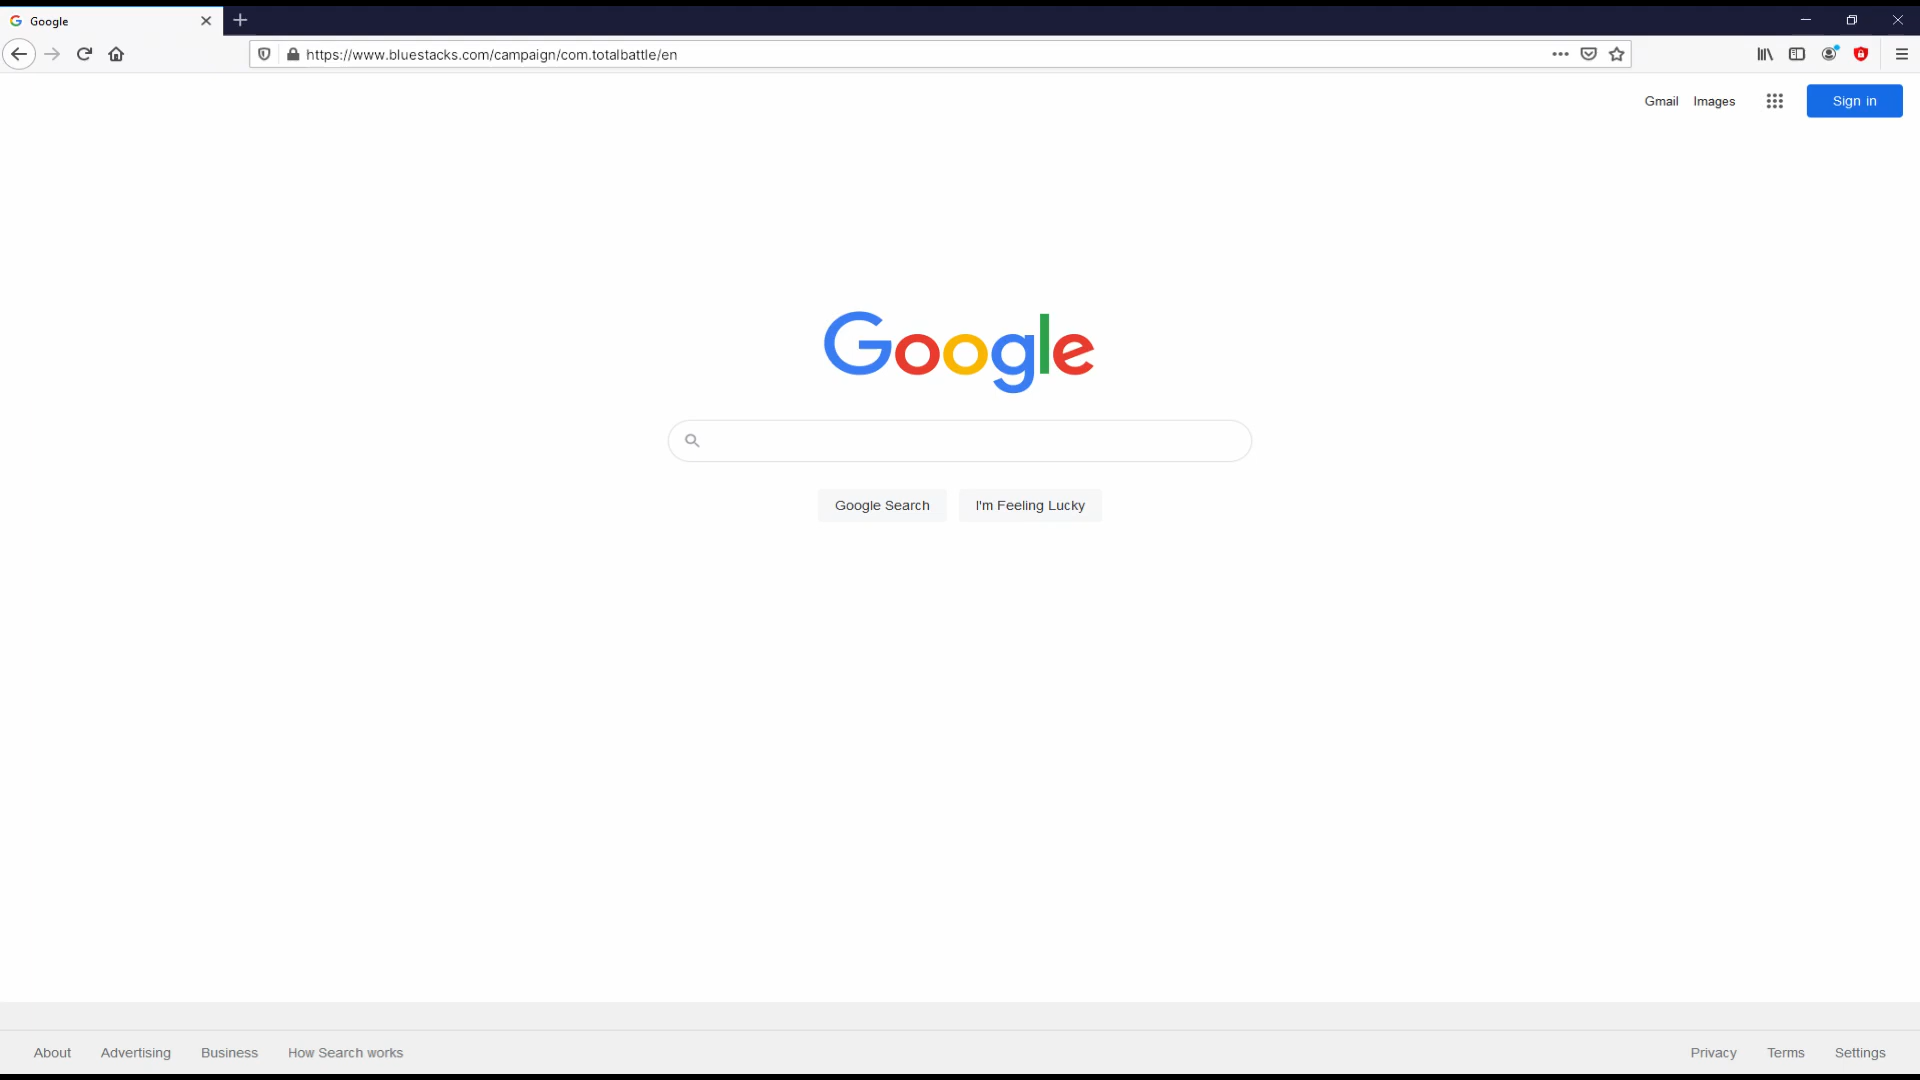 Google
https://www.bluestacks.com/campaign/com.totalbattle/en
Gmail Images Sign in
Google
Google Search I'm Feeling Lucky
About Advertising Business How Search works Privacy Terms Settings